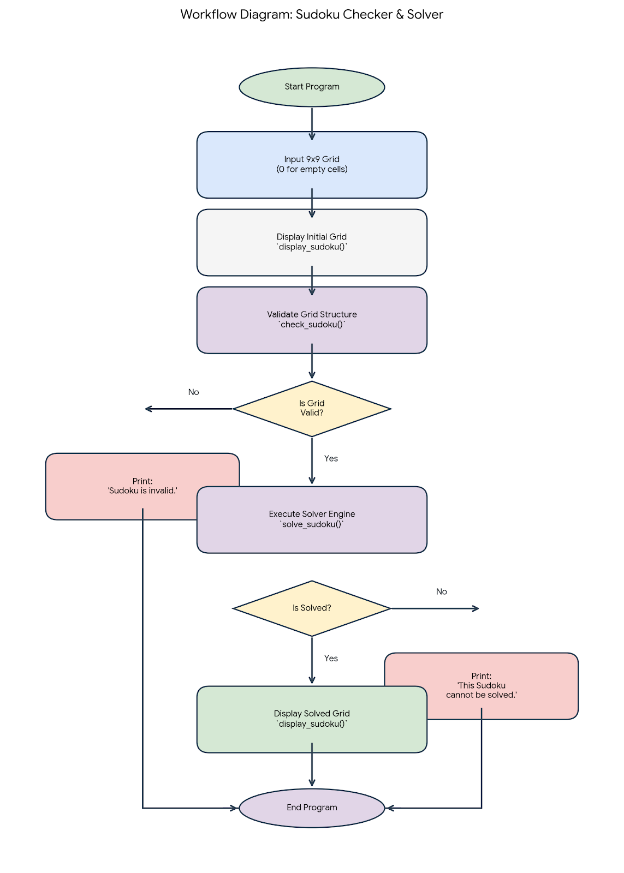 Workflow Diagram: Sudoku Checker & Solver
Start Program
Input 9x9 Grid
(0 for empty cells)
Display Initial Grid
`display_sudoku()`
Validate Grid Structure
`check_sudoku()`
Is Grid
Valid?
No
Yes
Print:
'Sudoku is invalid.'
Execute Solver Engine
`solve_sudoku()`
Is Solved?
No
Yes
Print:
'This Sudoku
cannot be solved.'
Display Solved Grid
`display_sudoku()`
End Program